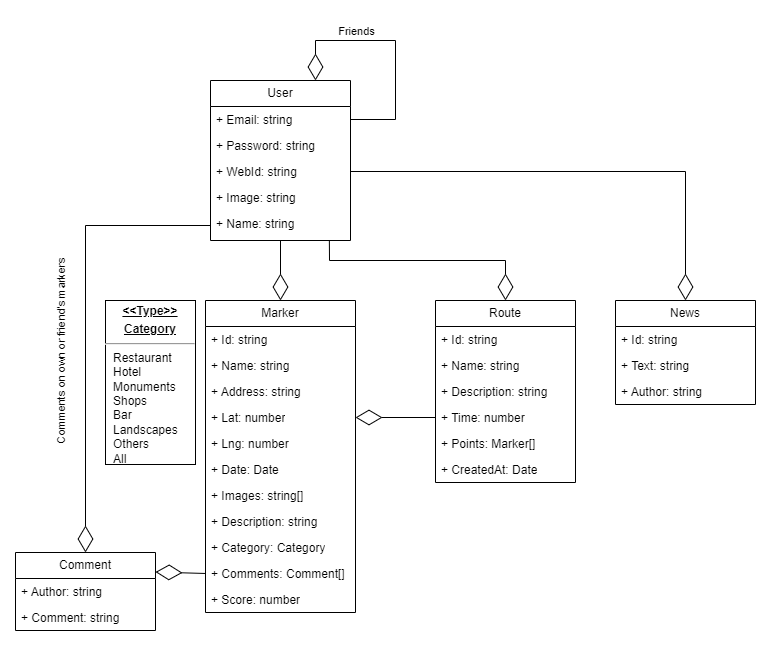 Friends
User
+ Email: string
+ Password: string
+ WebId: string
+ Image: string
+ Name: string
Comments on own or friend's markers
<<Type>>
Category
Restaurant
Hotel
Monuments
Shops
Bar
Landscapes
Others
All
Marker
+ Id: string
+ Name: string
+ Address: string
+ Lat: number
+ Lng: number
+ Date: Date
+ Images: string[]
+ Description: string
+ Category: Category
+ Comments: Comment[]
+ Score: number
Route
+ Id: string
+ Name: string
+ Description: string
+ Time: number
+ Points: Marker[]
+ CreatedAt: Date
News
+ Id: string
+ Text: string
+ Author: string
Comment
+ Author: string
+ Comment: string